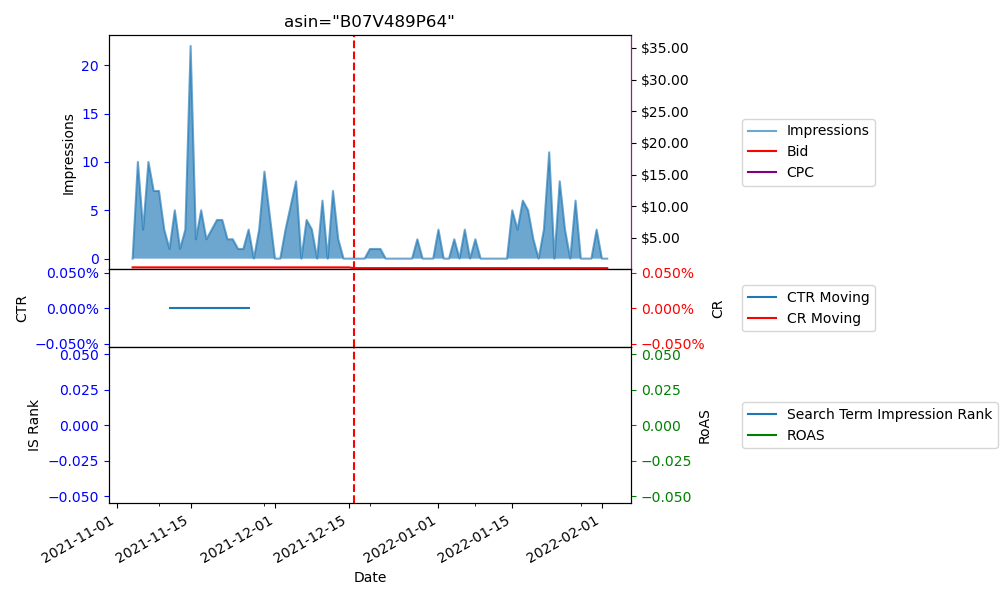 asin="B07V489P64"
Impressions
20
15
10
5
0
$35.00
$30.00
$25.00
$20.00
$15.00
$10.00
$5.00
Impressions
Bid
CPC
CTR
0.050%
0.000%
−0.050%
0.050%
0.000%
−0.050%
CR
CTR Moving
CR Moving
IS Rank
0.050
0.025
0.000
−0.025
−0.050
0.050
0.025
0.000
−0.025
−0.050
RoAS
Search Term Impression Rank
ROAS
2021-11-01
2021-11-15
2021-12-01
2021-12-15
2022-01-01
2022-01-15
2022-02-01
Date